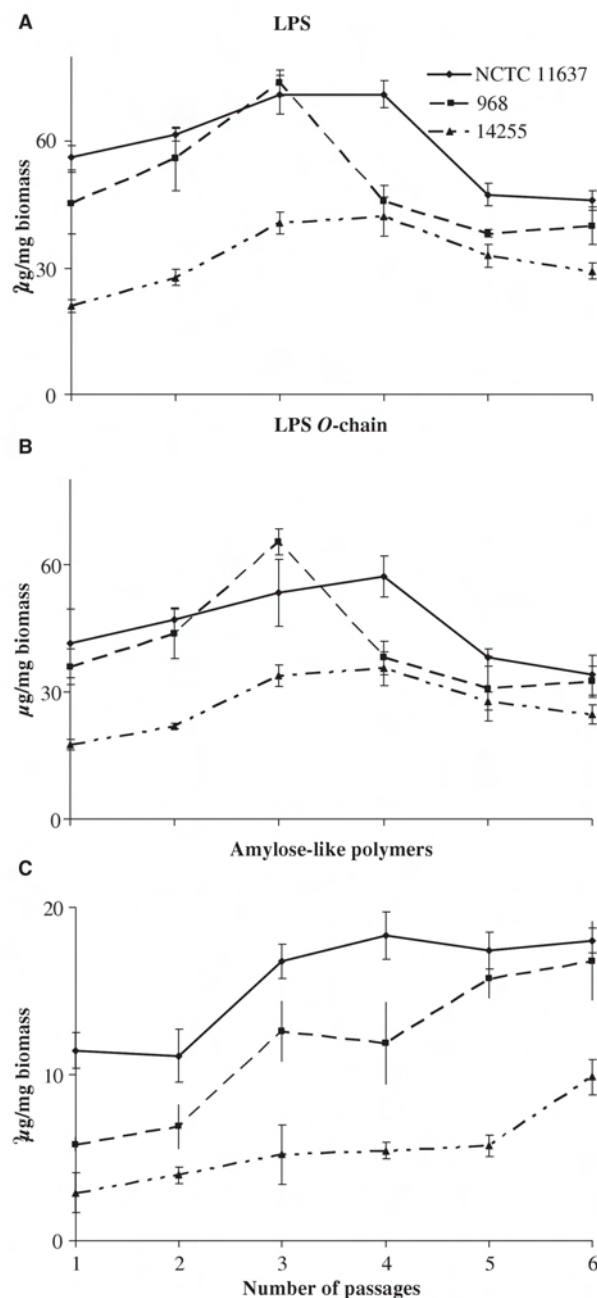 A
LPS
NCTC 11637
968
14255
60
30
0
µg/mg biomass
LPS O-chain
B
60
30
0
µg/mg biomass
Amylose-like polymers
C
20
10
0
µg/mg biomass
1 2 3 4 5 6
Number of passages